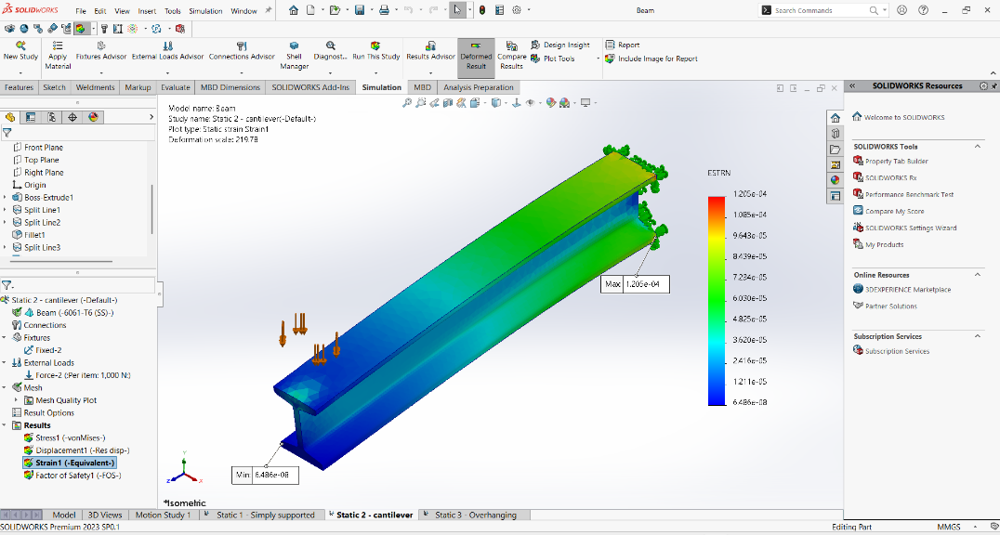 SOLIDWORKS File Edit View Insert Tools Simulation Window Beam Search Commands
New Study Apply Material Fixtures Advisor External Loads Advisor Connections Advisor Shell Manager Diagnost... Run This Study Results Advisor Deformed Result Compare Results Design Insight Report
Plot Tools Include Image for Report
Features Sketch Weldments Markup Evaluate MBD Dimensions SOLIDWORKS Add-Ins Simulation MBD Analysis Preparation
SOLIDWORKS Resources
Front Plane
Top Plane
Right Plane
Origin
Boss-Extrude1
Split Line1
Split Line2
Fillet1
Split Line3
Static 2 - cantilever (-Default-)
Beam (-6061-T6 (SS)-)
Connections
Fixtures
Fixed-2
External Loads
Force-2 (:Per item: 1,000 N:)
Mesh
Mesh Quality Plot
Result Options
Results
Stress1 (-vonMises-)
Displacement1 (-Res disp-)
Strain1 (-Equivalent-)
Factor of Safety1 (-FOS-)
Model name: Beam
Study name: Static 2 - cantilever(-Default-)
Plot type: Static strain Strain1
Deformation scale: 219.78
Max: 1.205e-04
Min: 6.486e-08
Y
Z X
*Isometric
ESTRN
1.205e-04
1.085e-04
9.643e-05
8.439e-05
7.234e-05
6.030e-05
4.825e-05
3.620e-05
2.416e-05
1.211e-05
6.486e-08
Welcome to SOLIDWORKS
SOLIDWORKS Tools
Property Tab Builder
SOLIDWORKS Rx
Performance Benchmark Test
Compare My Score
SOLIDWORKS Settings Wizard
My Products
Online Resources
3DEXPERIENCE Marketplace
Partner Solutions
Subscription Services
Subscription Services
Model 3D Views Motion Study 1 Static 1 - Simply supported Static 2 - cantilever Static 3 - Overhanging
SOLIDWORKS Premium 2023 SP0.1 Editing Part MMGS